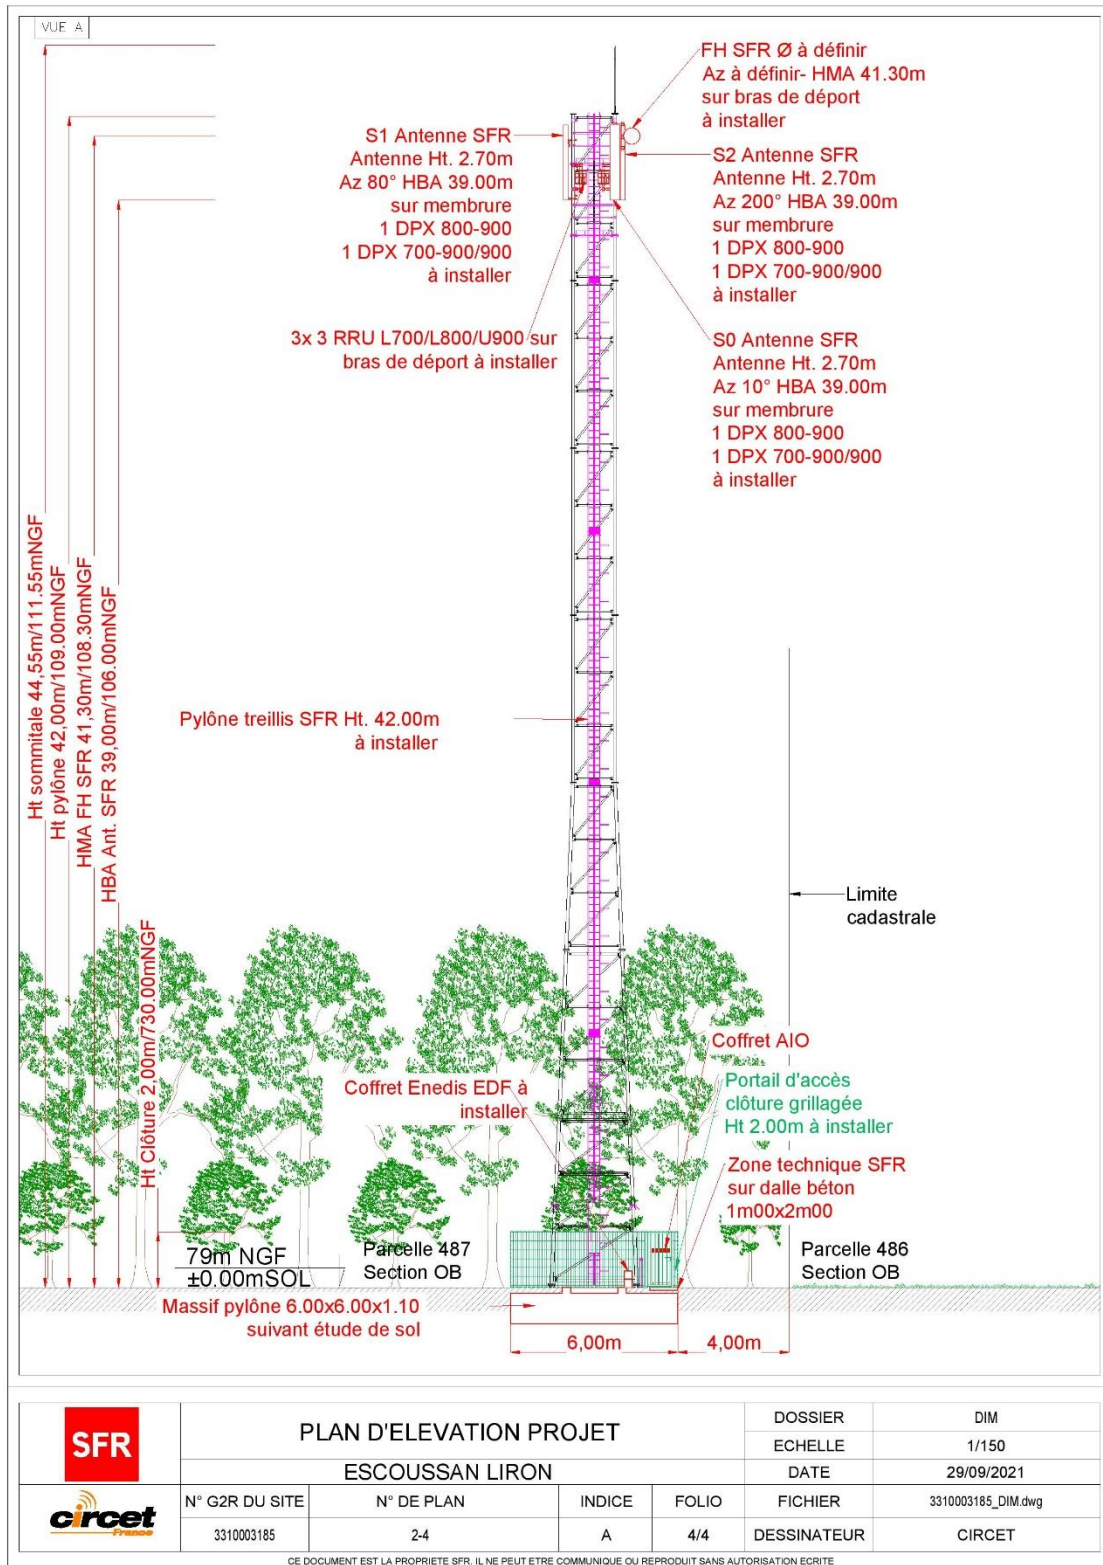 VUE A
FH SFR Ø à définir
Az à définir- HMA 41.30m
sur bras de déport
à installer
S1 Antenne SFR
Antenne Ht. 2.70m
Az 80° HBA 39.00m
sur membrure
1 DPX 800-900
1 DPX 700-900/900
à installer
S2 Antenne SFR
Antenne Ht. 2.70m
Az 200° HBA 39.00m
sur membrure
1 DPX 800-900
1 DPX 700-900/900
à installer
3x 3 RRU L700/L800/U900 sur
bras de déport à installer
S0 Antenne SFR
Antenne Ht. 2.70m
Az 10° HBA 39.00m
sur membrure
1 DPX 800-900
1 DPX 700-900/900
à installer
Ht sommitale 44,55m/111.55mNGF
Ht pylône 42,00m/109.00mNGF
HMA FH SFR 41,30m/108.30mNGF
HBA Ant. SFR 39,00m/106.00mNGF
Ht Clôture 2,00m/730.00mNGF
Pylône treillis SFR Ht. 42.00m
à installer
Limite
cadastrale
Coffret AIO
Coffret Enedis EDF à
installer
Portail d'accès
clôture grillagée
Ht 2.00m à installer
Zone technique SFR
sur dalle béton
1m00x2m00
79m NGF
±0.00mSOL
Parcelle 487
Section OB
Parcelle 486
Section OB
Massif pylône 6.00x6.00x1.10
suivant étude de sol
6,00m
4,00m
SFR
circet
France
PLAN D'ELEVATION PROJET
ESCOUSSAN LIRON
DOSSIER
DIM
ECHELLE
1/150
DATE
29/09/2021
N° G2R DU SITE
N° DE PLAN
INDICE
FOLIO
FICHIER
3310003185_DIM.dwg
3310003185
2-4
A
4/4
DESSINATEUR
CIRCET
CE DOCUMENT EST LA PROPRIETE SFR. IL NE PEUT ETRE COMMUNIQUE OU REPRODUIT SANS AUTORISATION ECRITE